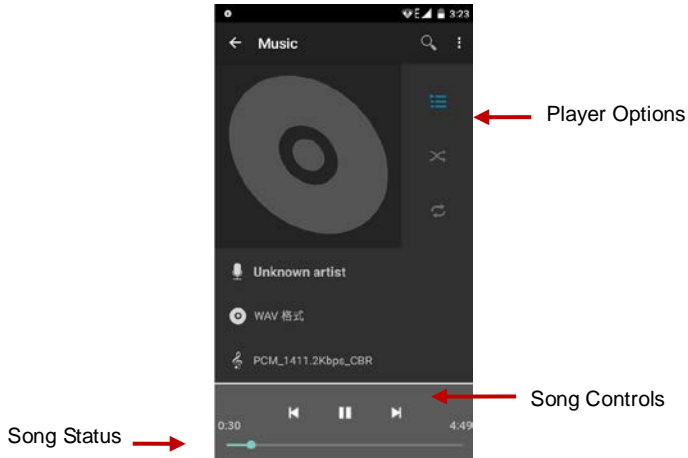 3:23
Music
Player Options
Unknown artist
WAV 格式
PCM_1411.2Kbps_CBR
Song Controls
0:30
4:49
Song Status